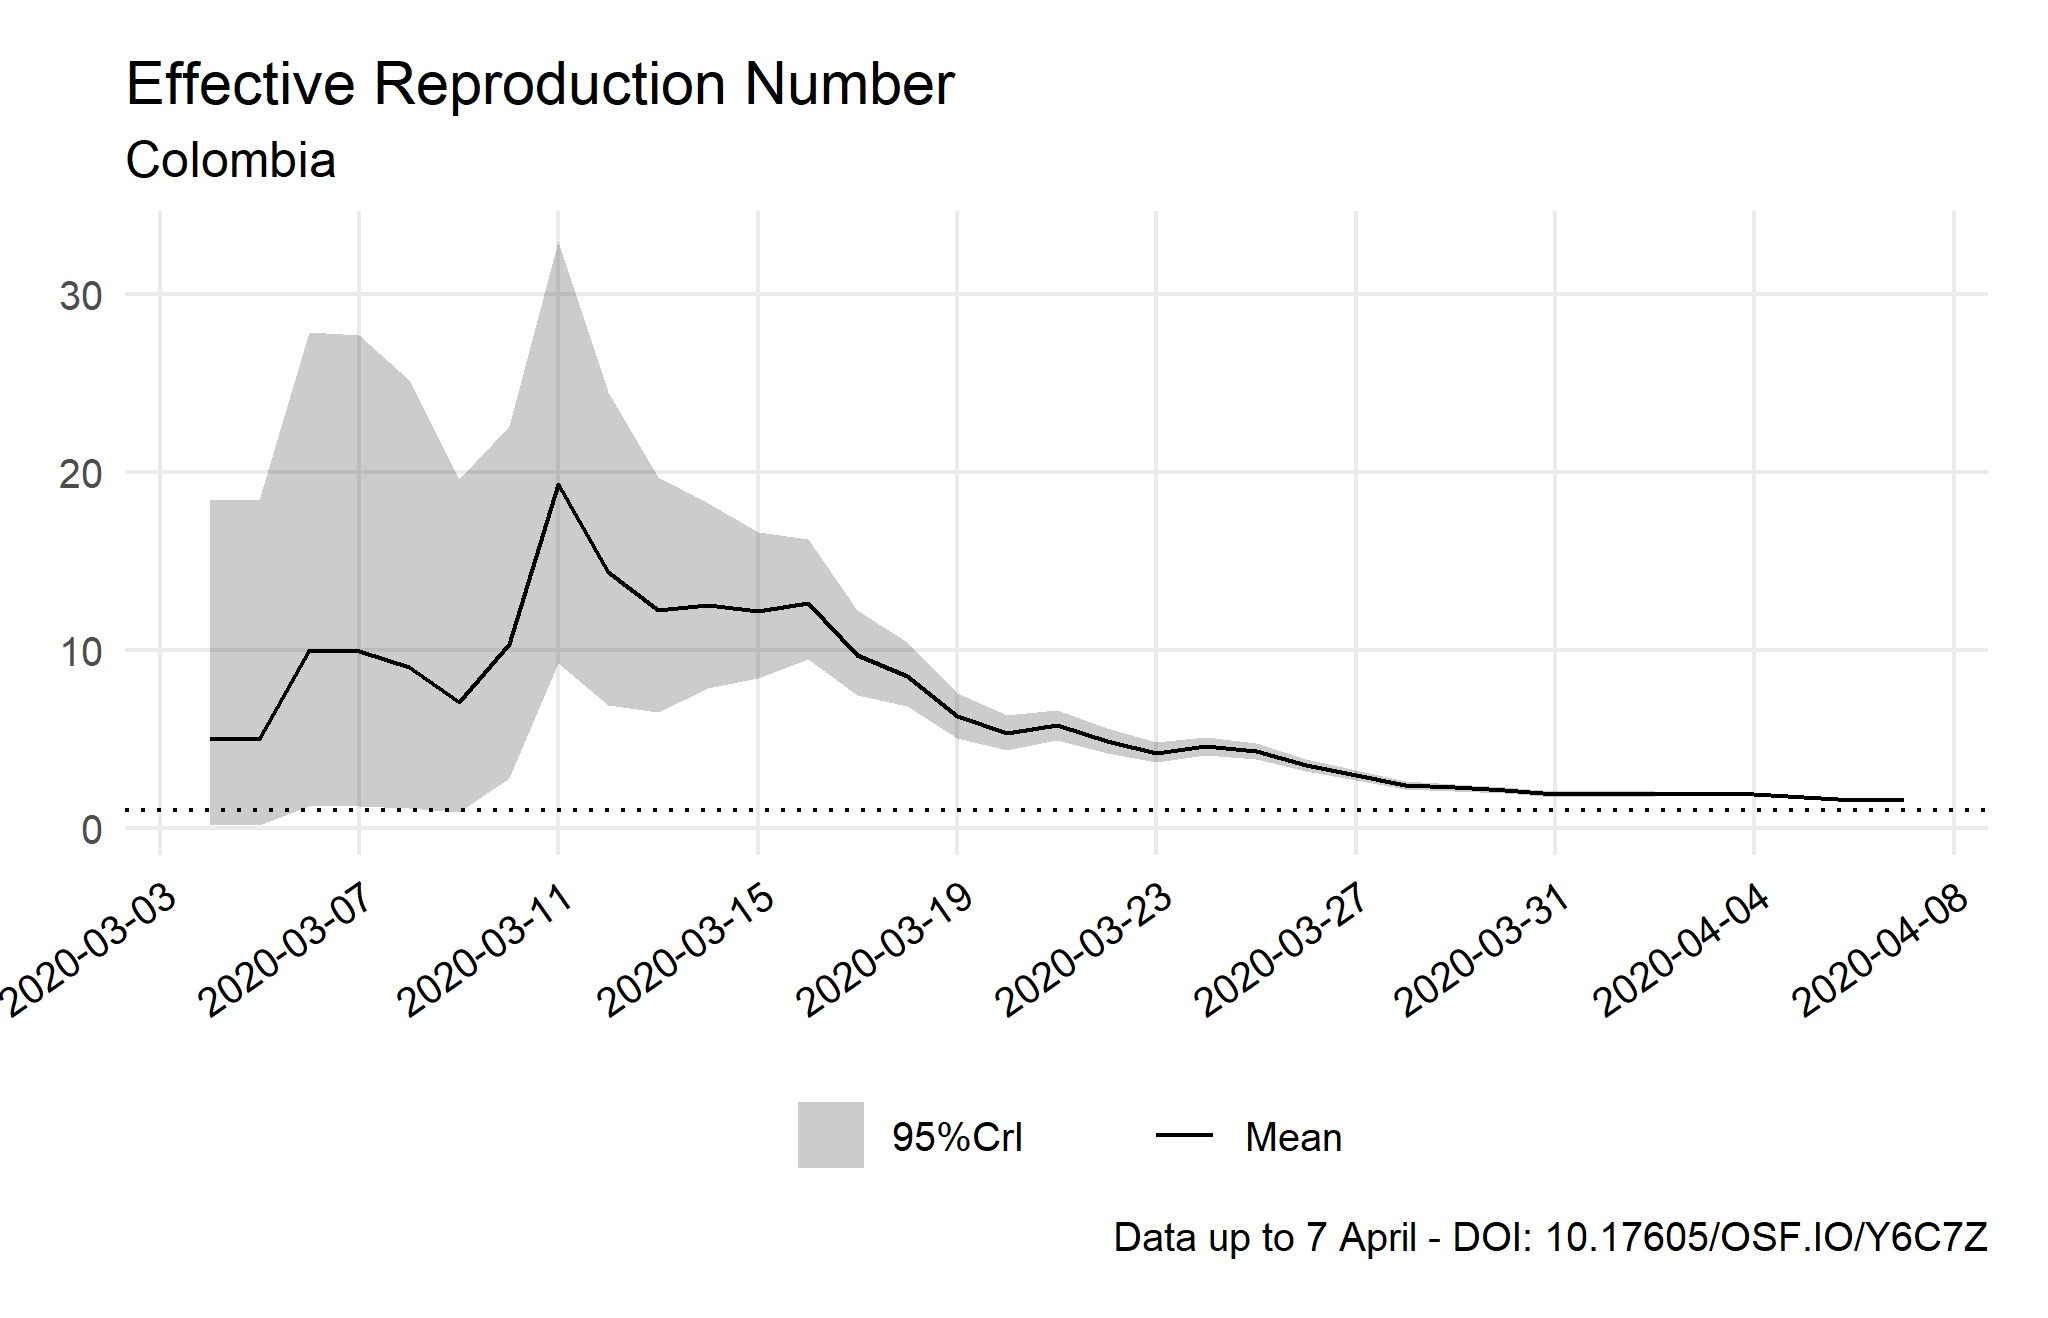 Effective Reproduction Number
Colombia
30
20
10
0
2020-03-03
2020-03-07
2020-03-11
2020-03-15
2020-03-19
2020-03-23
2020-03-27
2020-03-31
2020-04-04
2020-04-08
95%CrI
Mean
Data up to 7 April - DOI: 10.17605/OSF.IO/Y6C7Z